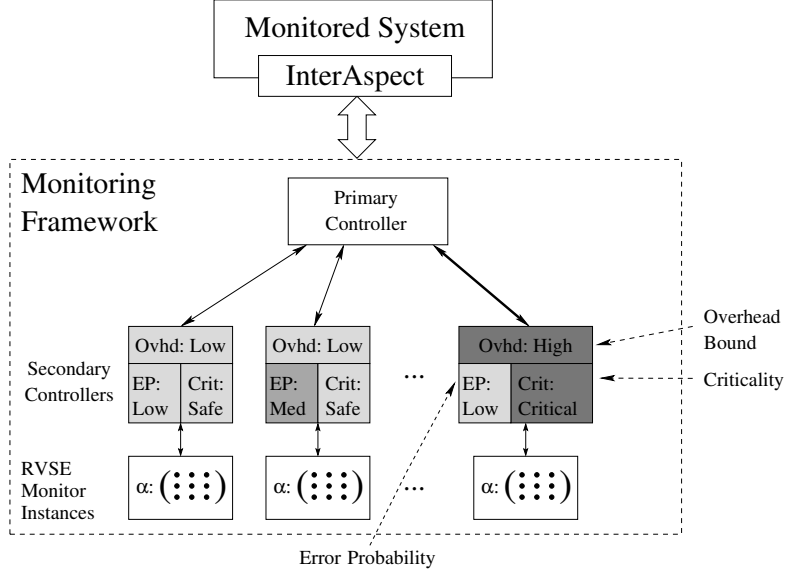 Monitored System
InterAspect
Monitoring
Framework
Primary
Controller
Secondary
Controllers
Ovhd: Low
EP:
Low
Crit:
Safe
Ovhd: Low
EP:
Med
Crit:
Safe
...
Ovhd: High
EP:
Low
Crit:
Critical
Overhead
Bound
Criticality
RVSE
Monitor
Instances
α:
α:
...
α:
Error Probability